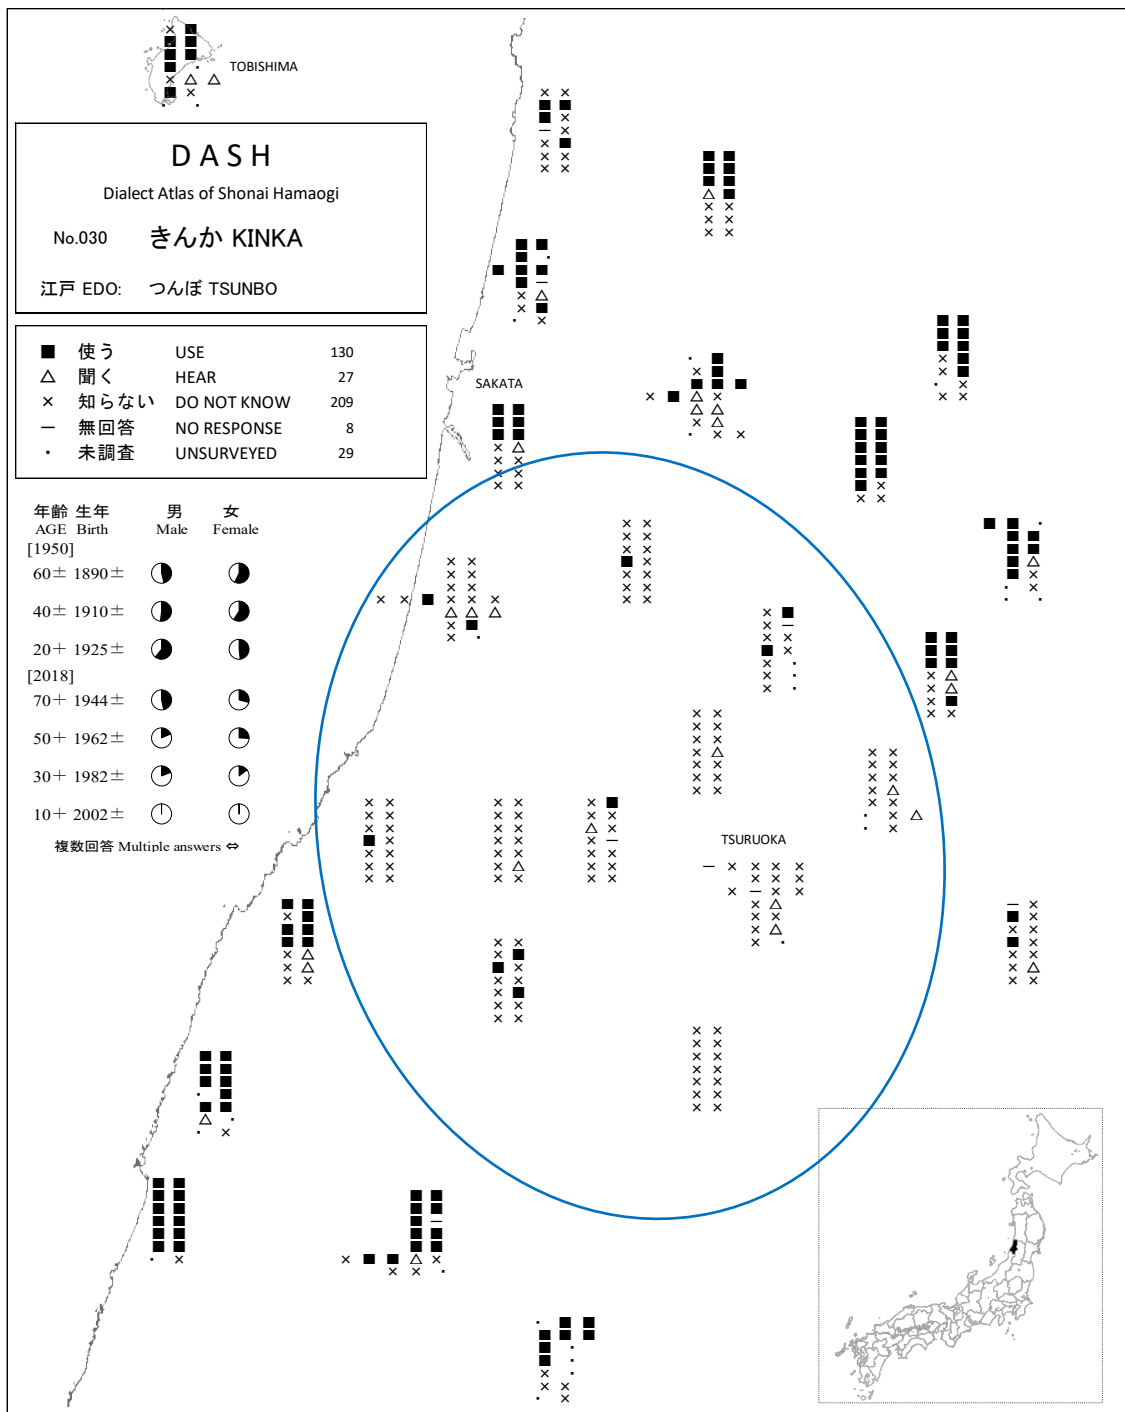 TOBISHIMA
DASH
Dialect Atlas of Shonai Hamaogi
No.030 きんか KINKA
江戸 EDO: つんぼ TSUNBO
■ 使う USE 130
△ 聞く HEAR 27
× 知らない DO NOT KNOW 209
― 無回答 NO RESPONSE 8
・ 未調査 UNSURVEYED 29
SAKATA
年齢 生年 男 女
AGE Birth Male Female
[1950]
60± 1890±
40± 1910±
20+ 1925±
[2018]
70+ 1944±
50+ 1962±
30+ 1982±
10+ 2002±
複数回答 Multiple answers ⇔
TSURUOKA